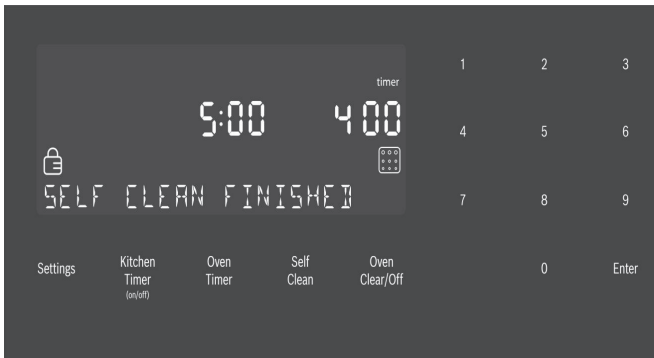 timer
5:00 400
SELF CLEAN FINISHED
Settings
Kitchen Timer (on/off)
Oven Timer
Self Clean
Oven Clear/Off
1 2 3
4 5 6
7 8 9
0 Enter